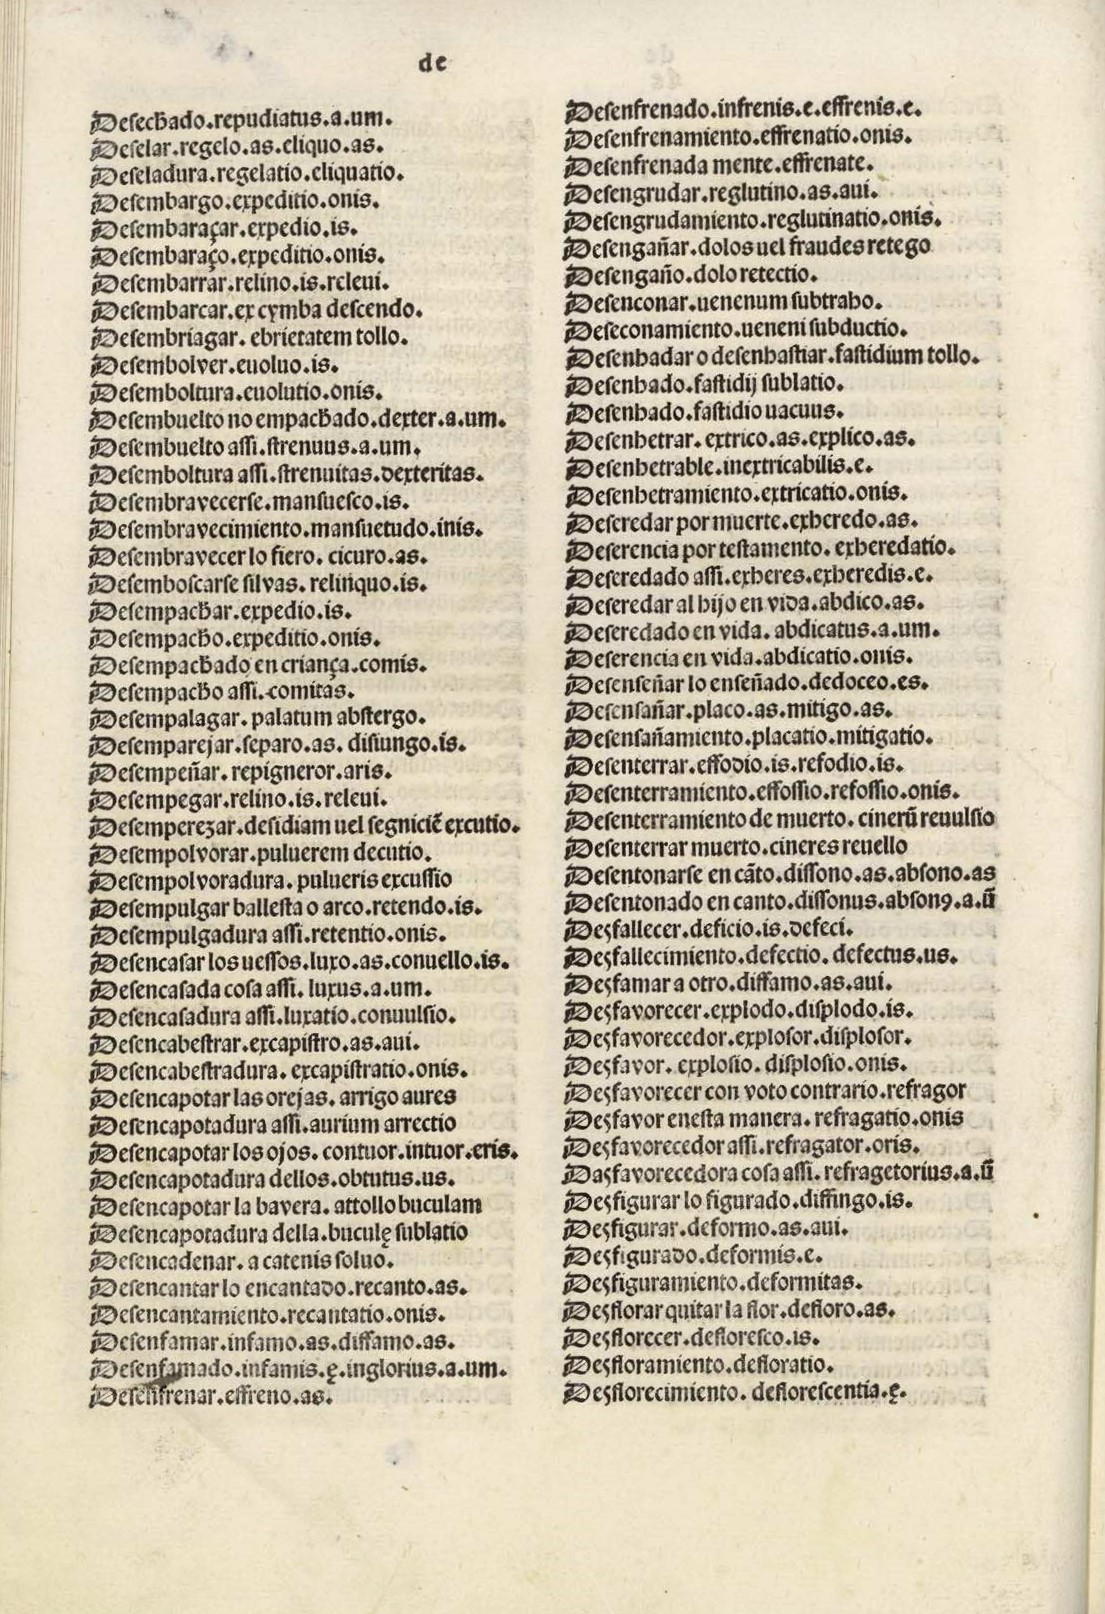 de
Desechado.repudiatus.a.um.
Deselar.regelo.as.eliquo.as.
Deseladura.regelatio.eliquatio.
Desembargo.expeditio.onis.
Desembaraçar.expedio.is.
Desembaraço.expeditio.onis.
Desembarrar.relino.is.releui.
Desembarcar.ex cymba descendo.
Desembriagar. ebrietatem tollo.
Desembolver.euoluo.is.
Desemboltura.euolutio.onis.
Desembuelto no empachado.dexter.a.um.
Desembuelto assi.strenuus.a.um.
Desemboltura assi.strenuitas.dexteritas.
Desembravecerse.mansuesco.is.
Desembravecimiento.mansuetudo.inis.
Desembravecer lo fiero. cicuro.as.
Desemboscarse silvas. relinquo.is.
Desempachar.expedio.is.
Desempacho.expeditio.onis.
Desempachado en criança.comis.
Desempacho assi.comitas.
Desempalagar. palatum abstergo.
Desemparejar.separo.as. disiungo.is.
Desempeñar. repigneror.aris.
Desempegar.relino.is.releui.
Desemperezar.desidiam uel segniciẽ excutio.
Desempolvorar.puluerem decutio.
Desempolvoradura. pulueris excussio
Desempulgar ballesta o arco.retendo.is.
Desempulgadura assi.retentio.onis.
Desencasar los uessos.luxo.as.conuello.is.
Desencasada cosa assi. luxus.a.um.
Desencasadura assi.luxatio.conuulsio.
Desencabestrar.excapistro.as.aui.
Desencabestradura. excapistratio.onis.
Desencapotar las orejas. arrigo aures
Desencapotadura assi.aurium arrectio
Desencapotar los ojos. contuor.intuor.eris.
Desencapotadura dellos.obtutus.us.
Desencapotar la bavera. attollo buculam
Desencapotadura della.buculę sublatio
Desencadenar. a catenis soluo.
Desencantar lo encantado.recanto.as.
Desencantamiento.recantatio.onis.
Desenfamar.infamo.as.diffamo.as.
Desenfamado.infamis.ę.inglorius.a.um.
Desenfrenar.effreno.as.
Desenfrenado.infrenis.e.effrenis.e.
Desenfrenamiento.effrenatio.onis.
Desenfrenada mente.effrenate.
Desengrudar.reglutino.as.aui.
Desengrudamiento.reglutinatio.onis.
Desengañar.dolos uel fraudes retego
Desengaño.dolo retectio.
Desenconar.uenenum subtraho.
Deseconamiento.ueneni subductio.
Desenhadar o desenhastiar.fastidium tollo.
Desenhado.fastidij sublatio.
Desenhado.fastidio uacuus.
Desenhetrar. extrico.as.explico.as.
Desenhetrable.inextricabilis.e.
Desenhetramiento.extricatio.onis.
Deseredar por muerte.exheredo.as.
Deserencia por testamento. exheredatio.
Deseredado assi.exheres.exheredis.e.
Deseredar al hijo en vida.abdico.as.
Deseredado en vida. abdicatus.a.um.
Deserencia en vida.abdicatio.onis.
Desenseñar lo enseñado.dedoceo.es.
Desensañar.placo.as.mitigo.as.
Desensañamiento.placatio.mitigatio.
Desenterrar.effodio.is.refodio.is.
Desenterramiento.effossio.refossio.onis.
Desenterramiento de muerto. cinerũ reuulsio
Desenterrar muerto.cineres reuello
Desentonarse en cãto.dissono.as.absono.as
Desentonado en canto.dissonus.absonꝯ.a.ũ
Desfallecer.deficio.is.defeci.
Desfallecimiento.defectio. defectus.us.
Desfamar a otro.diffamo.as.aui.
Desfavorecer.explodo.displodo.is.
Desfavorecedor.explosor.displosor.
Desfavor. explosio. displosio.onis.
Desfavorecer con voto contrario.refragor
Desfavor enesta manera. refragatio.onis
Desfavorecedor assi.refragator.oris.
Dasfavorecedora cosa assi. refragetorius.a.ũ
Desfigurar lo figurado.diffingo.is.
Desfigurar.deformo.as.aui.
Desfigurado.deformis.e.
Desfiguramiento.deformitas.
Desflorar quitar la flor.defloro.as.
Desflorecer.defloresco.is.
Desfloramiento.defloratio.
Desflorecimiento. deflorescentia.ę.